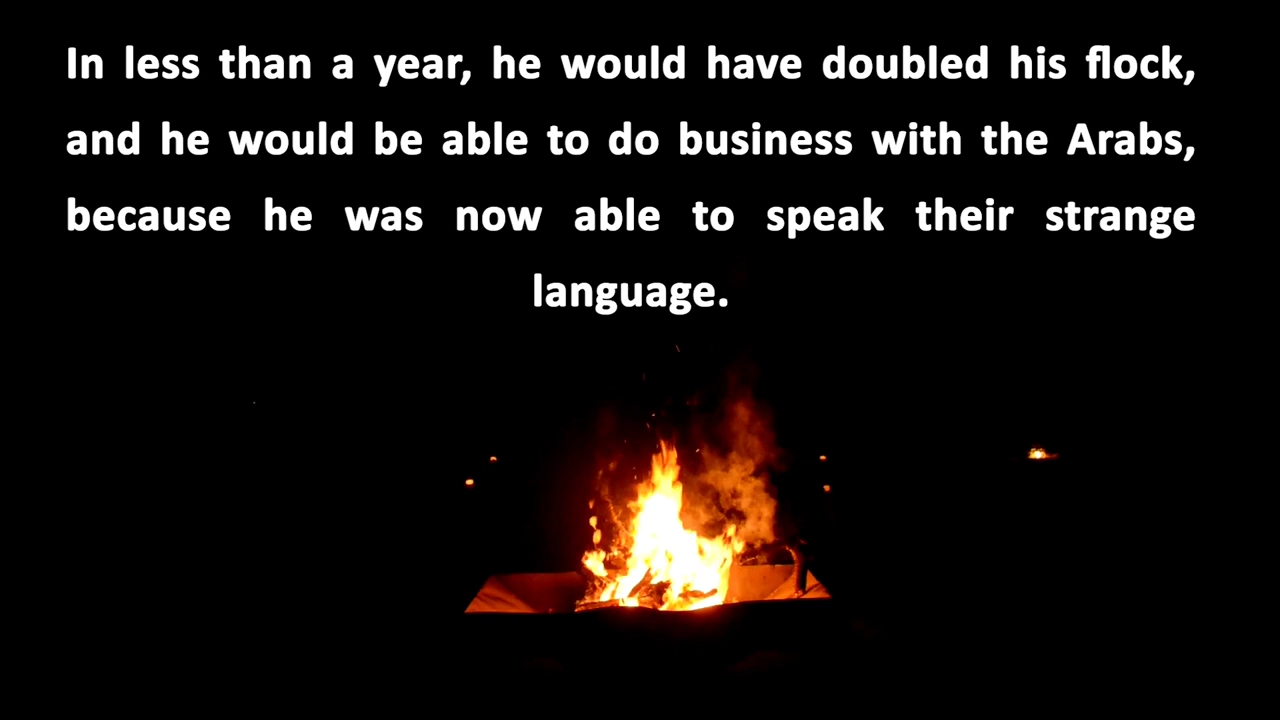 In less than a year, he would have doubled his flock,
and he would be able to do business with the Arabs,
because he was now able to speak their strange
language.